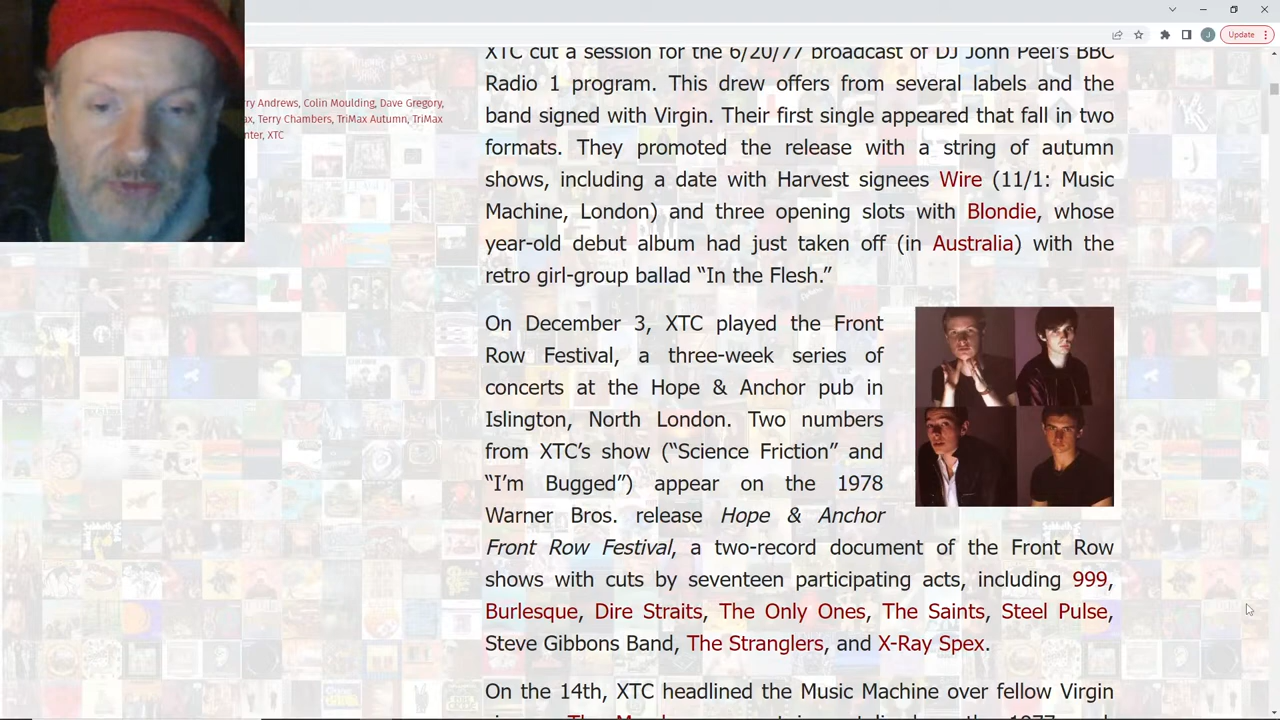 Update
XTC cut a session for the 6/20/77 broadcast of DJ John Peel's BBC
Radio 1 program. This drew offers from several labels and the
band signed with Virgin. Their first single appeared that fall in two
formats. They promoted the release with a string of autumn
shows, including a date with Harvest signees Wire (11/1: Music
Machine, London) and three opening slots with Blondie, whose
year-old debut album had just taken off (in Australia) with the
retro girl-group ballad “In the Flesh.”
Andrews, Colin Moulding, Dave Gregory,
Terry Chambers, TriMax Autumn, TriMax
XTC
On December 3, XTC played the Front
Row Festival, a three-week series of
concerts at the Hope & Anchor pub in
Islington, North London. Two numbers
from XTC’s show (“Science Friction” and
“I’m Bugged”) appear on the 1978
Warner Bros. release Hope & Anchor
Front Row Festival, a two-record document of the Front Row
shows with cuts by seventeen participating acts, including 999,
Burlesque, Dire Straits, The Only Ones, The Saints, Steel Pulse,
Steve Gibbons Band, The Stranglers, and X-Ray Spex.
On the 14th, XTC headlined the Music Machine over fellow Virgin